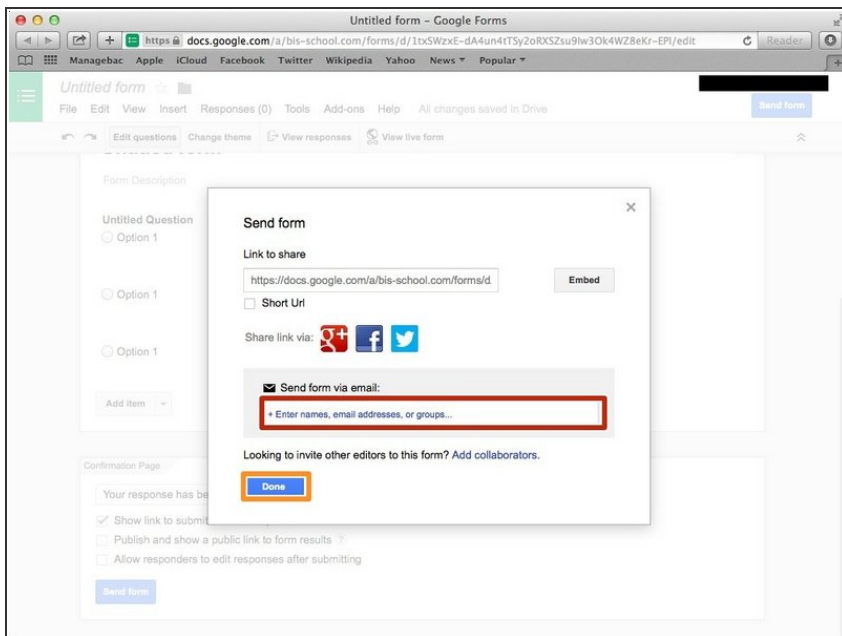 Untitled form – Google Forms
https docs.google.com/a/bis-school.com/forms/d/1txSWzxE-dA4un4tTSy2oRXSZsu9Iw3Ok4WZ8eKr-EPI/edit
Reader
Managebac Apple iCloud Facebook Twitter Wikipedia Yahoo News Popular
Untitled form
File Edit View Insert Responses (0) Tools Add-ons Help All changes saved in Drive
Send form
Edit questions Change theme View responses View live form
Form Description
Untitled Question
Option 1
Option 1
Option 1
Add item
Send form
Link to share
https://docs.google.com/a/bis-school.com/forms/d
Embed
Short Url
Share link via:
Send form via email:
+ Enter names, email addresses, or groups...
Looking to invite other editors to this form? Add collaborators.
Done
Confirmation Page
Your response has be
Show link to submit
Publish and show a public link to form results ?
Allow responders to edit responses after submitting
Send form